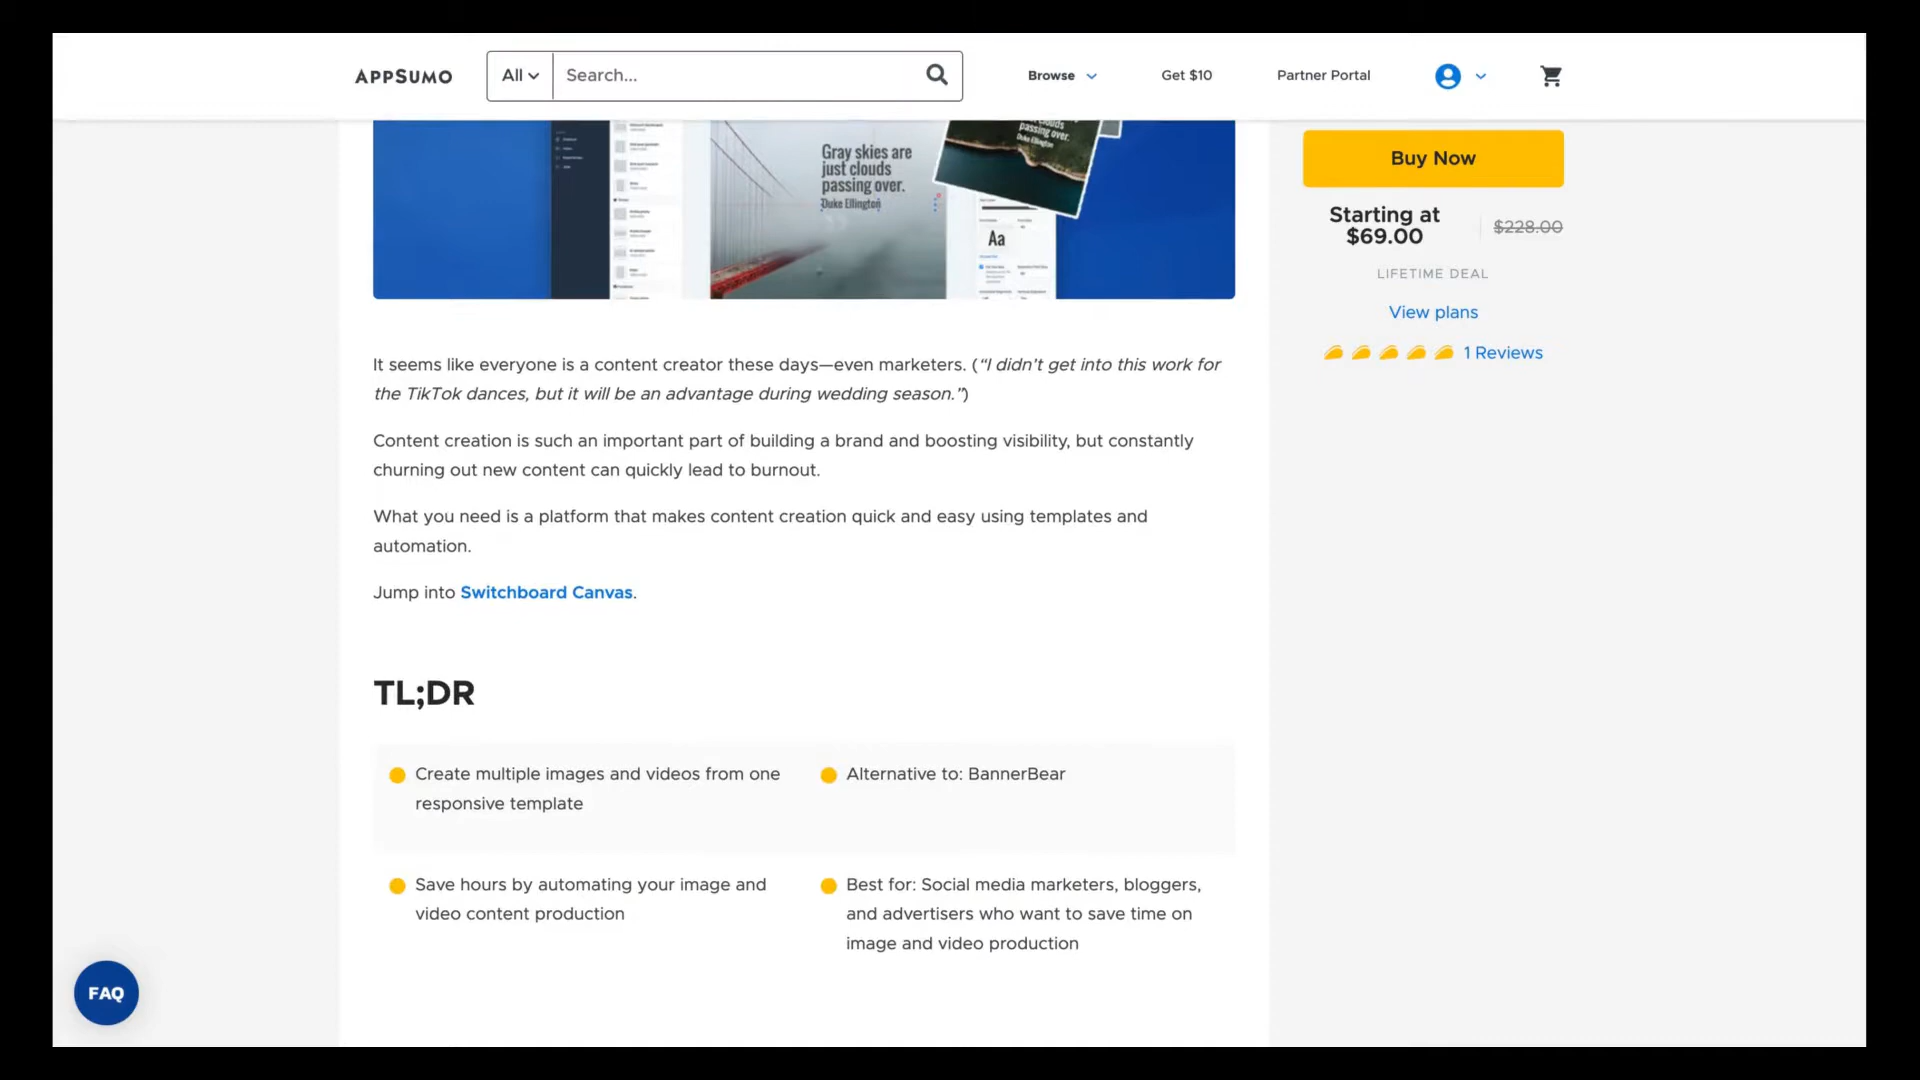 APPSUMO
All
Search...
Browse
Get $10
Partner Portal
Gray skies are
just clouds
passing over.
Duke Ellington
passing over.
Duke Ellington
Aa
Buy Now
Starting at
$69.00
$228.00
LIFETIME DEAL
View plans
1 Reviews
It seems like everyone is a content creator these days—even marketers. (“I didn’t get into this work for
the TikTok dances, but it will be an advantage during wedding season.”)
Content creation is such an important part of building a brand and boosting visibility, but constantly
churning out new content can quickly lead to burnout.
What you need is a platform that makes content creation quick and easy using templates and
automation.
Jump into Switchboard Canvas.
TL;DR
Create multiple images and videos from one
responsive template
Alternative to: BannerBear
Save hours by automating your image and
video content production
Best for: Social media marketers, bloggers,
and advertisers who want to save time on
image and video production
FAQ